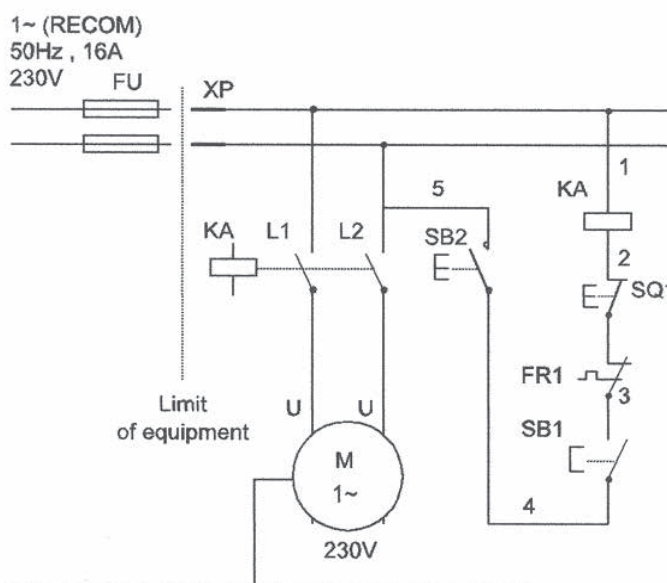 1~ (RECOM)
50Hz , 16A
230V
FU
XP
1
5
KA
KA
L1
L2
SB2
2
SQ1
FR1
3
Limit
of equipment
U
U
SB1
M
1~
4
230V